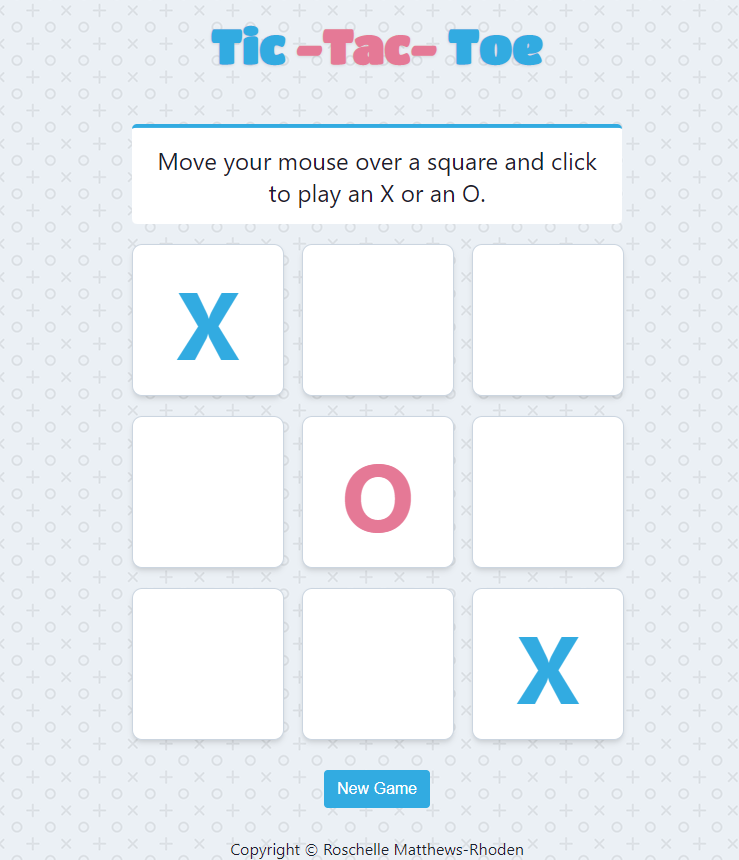 Tic -Tac- Toe
Move your mouse over a square and click
to play an X or an O.
X
O
X
New Game
Copyright © Roschelle Matthews-Rhoden